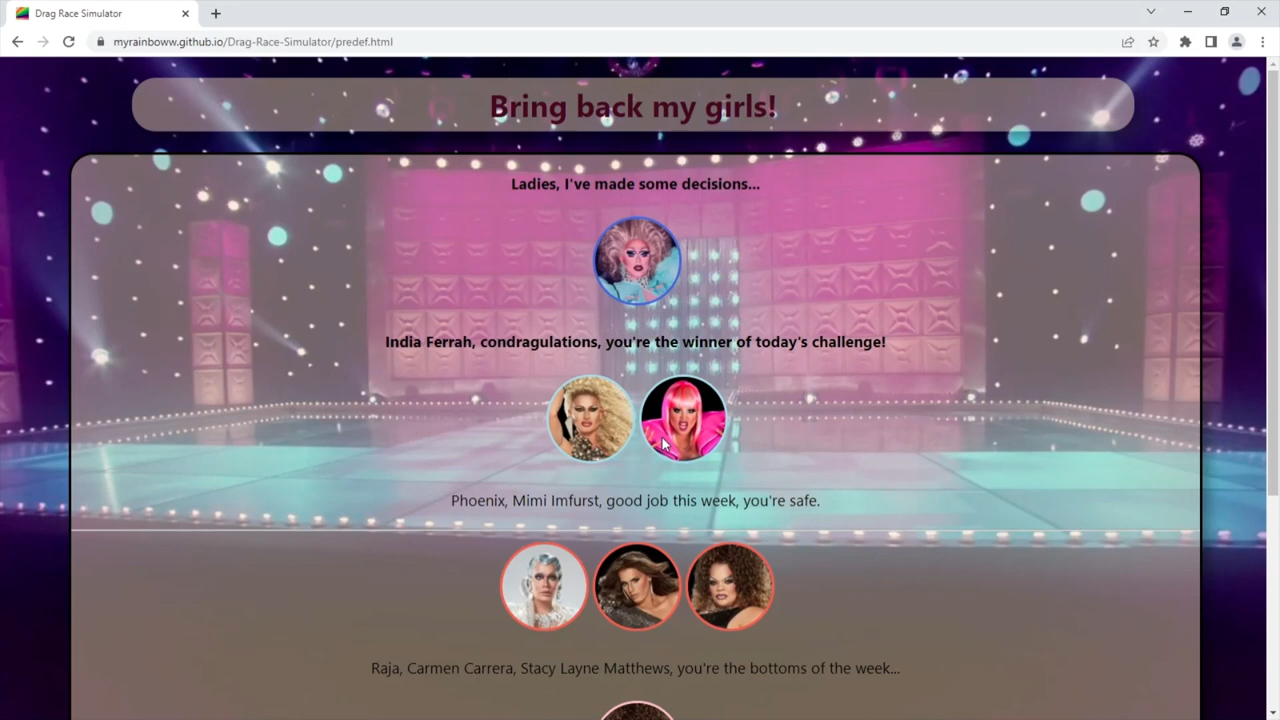 Drag Race Simulator
myrainboww.github.io/Drag-Race-Simulator/predef.html
Bring back my girls!
Ladies, I've made some decisions...
India Ferrah, condragulations, you're the winner of today's challenge!
Phoenix, Mimi Imfurst, good job this week, you're safe.
Raja, Carmen Carrera, Stacy Layne Matthews, you're the bottoms of the week...